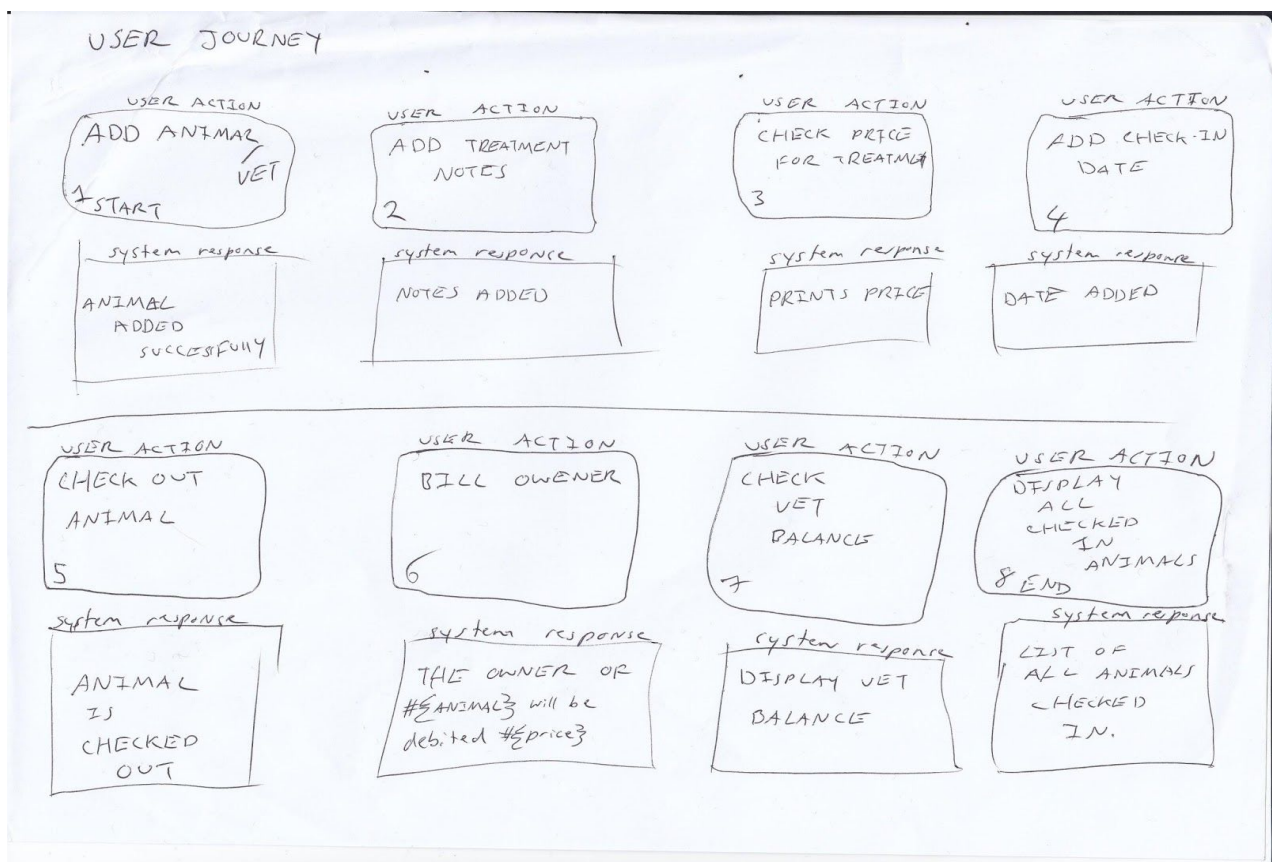 USER JOURNEY
USER ACTION
ADD ANIMAL
/
VET
1 START
system response
ANIMAL
ADDED
SUCCESFULLY
USER ACTION
ADD TREATMENT
NOTES
2
system response
NOTES ADDED
USER ACTION
CHECK PRICE
FOR TREATMET
3
system response
PRINTS PRICE
USER ACTION
ADD CHECK-IN
DATE
4
system response
DATE ADDED
USER ACTION
CHECK OUT
ANIMAL
5
system response
ANIMAL
IS
CHECKED
OUT
USER ACTION
BILL OWENER
6
system response
THE OWNER OF
#{ANIMAL} will be
debited #{price}
USER ACTION
CHECK
VET
BALANCE
7
system response
DISPLAY VET
BALANCE
USER ACTION
DISPLAY
ALL
CHECKED
IN
ANIMALS
8 END
system response
LIST OF
ALL ANIMALS
CHECKED
IN.